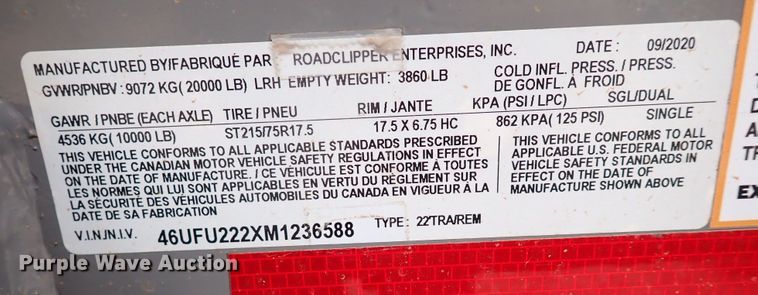 MANUFACTURED BY/FABRIQUÉ PAR ROADCLIPPER ENTERPRISES, INC. DATE: 09/2020
GVWR/PNBV: 9072 KG( 20000 LB) LRH EMPTY WEIGHT: 3860 LB COLD INFL. PRESS./ PRESS.
DE GONFL. À FROID
GAWR / PNBE (EACH AXLE) TIRE / PNEU RIM / JANTE KPA (PSI / LPC) SGL/DUAL
4536 KG( 10000 LB) ST215/75R17.5 17.5 X 6.75 HC 862 KPA( 125 PSI) SINGLE
THIS VEHICLE CONFORMS TO ALL APPLICABLE STANDARDS PRESCRIBED
UNDER THE CANADIAN MOTOR VEHICLE SAFETY REGULATIONS IN EFFECT
ON THE DATE OF MANUFACTURE. / CE VÉHICULE EST CONFORME À TOUTES
LES NORMES QUI LUI SONT APPLICABLES EN VERTU DU RÈGLEMENT SUR
LA SÉCURITÉ DES VÉHICULES AUTOMOBILES DU CANADA EN VIGUEUR À LA
DATE DE SA FABRICATION
THIS VEHICLE CONFORMS TO ALL
APPLICABLE U.S. FEDERAL MOTOR
VEHICLE SAFETY STANDARDS IN
EFFECT ON THE DATE OF
MANUFACTURE SHOWN ABOVE
V.I.N./N.I.V. 46UFU222XM1236588 TYPE: 22'TRA/REM
Purple Wave Auction